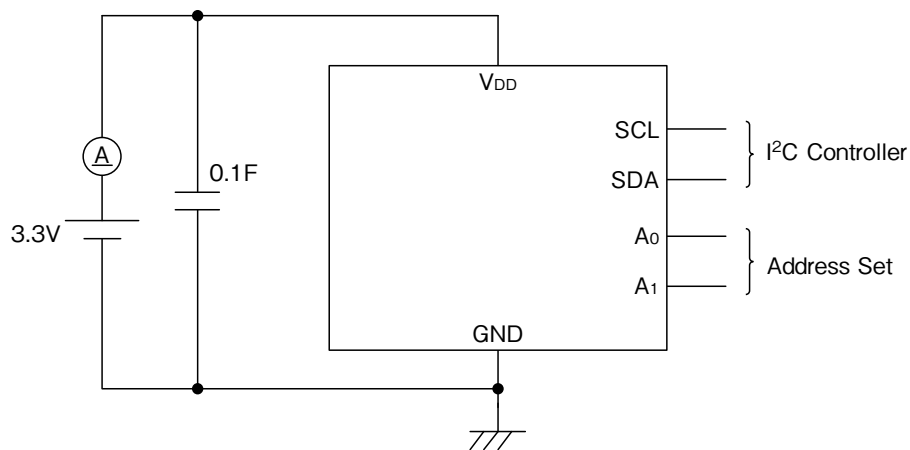 VDD
SCL
I²C Controller
A
0.1F
SDA
3.3V
A0
Address Set
A1
GND